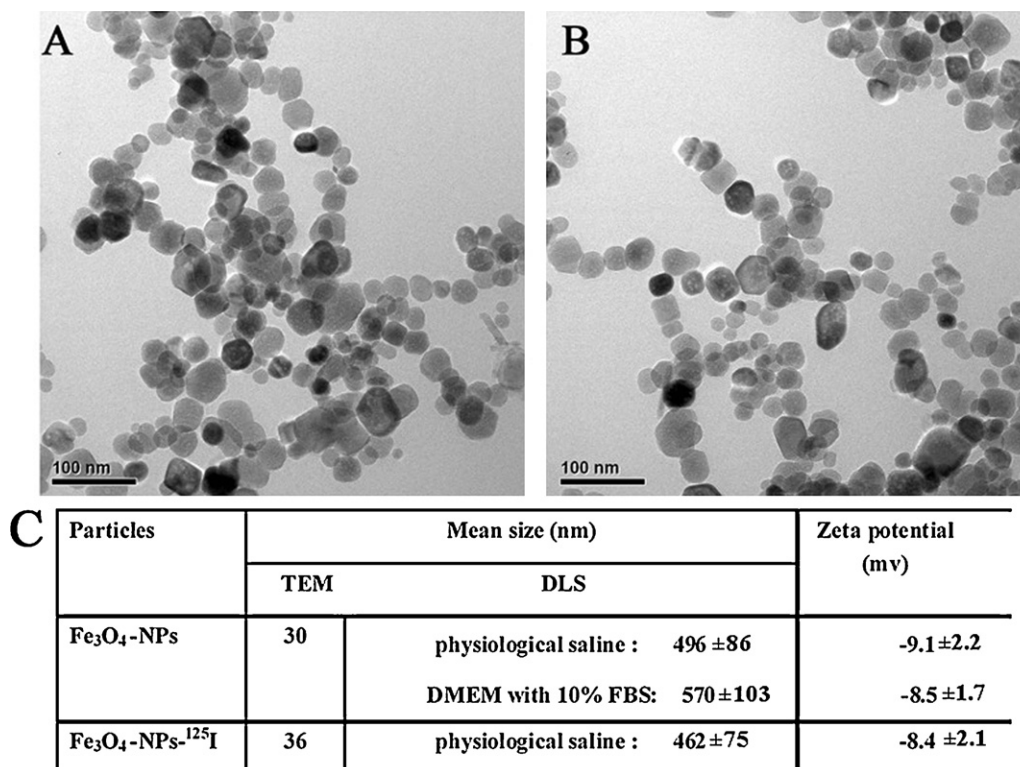 A
B
100 nm
100 nm
C
Particles
Mean size (nm)
Zeta potential
(mv)
TEM
DLS
Fe₃O₄-NPs
30
physiological saline : 496 ±86
-9.1 ±2.2
DMEM with 10% FBS: 570 ±103
-8.5 ±1.7
Fe₃O₄-NPs-¹²⁵I
36
physiological saline : 462 ±75
-8.4 ±2.1